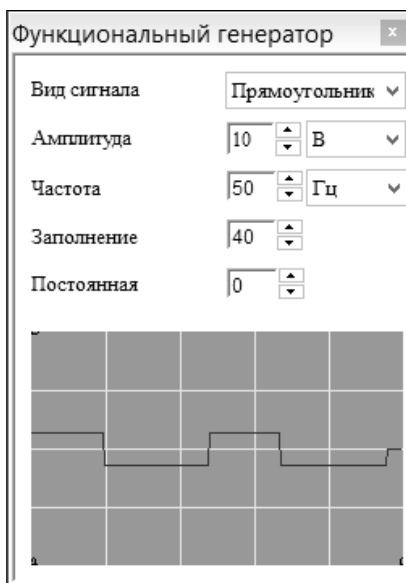 Функциональный генератор x
Вид сигнала Прямоугольник
Амплитуда 10 В
Частота 50 Гц
Заполнение 40
Постоянная 0